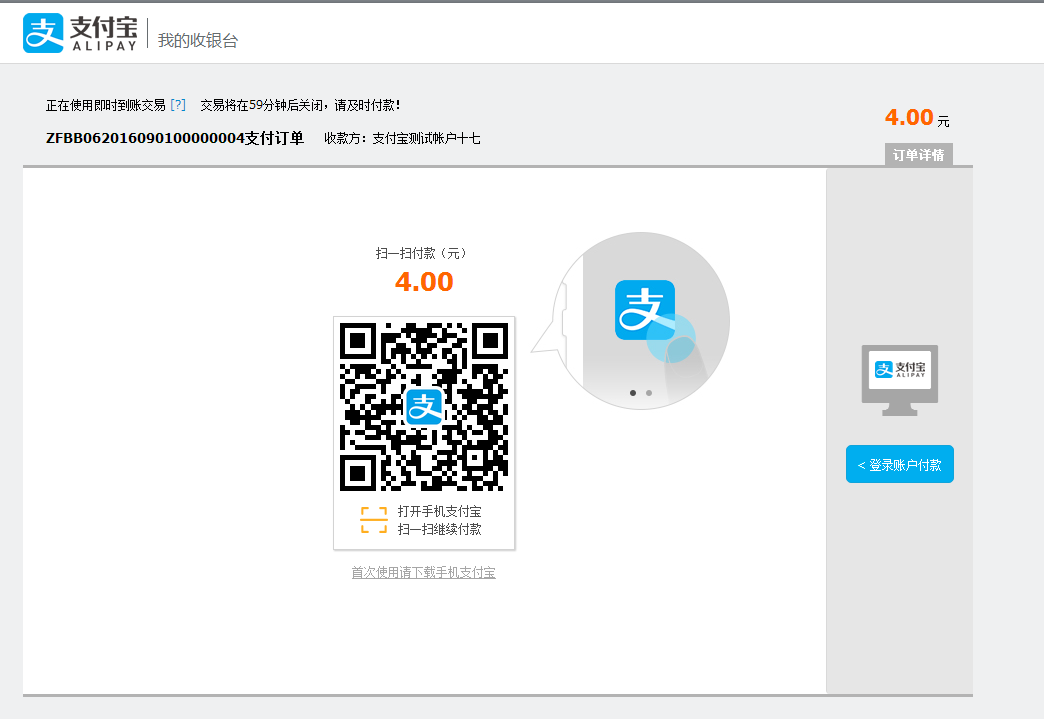 支付宝
ALIPAY
我的收银台
正在使用即时到账交易 [?] 交易将在59分钟后关闭，请及时付款！
ZFBB062016090100000004支付订单 收款方：支付宝测试帐户十七
4.00 元
订单详情
扫一扫付款（元）
4.00
支
支
打开手机支付宝
扫一扫继续付款
首次使用请下载手机支付宝
支付宝
ALIPAY
< 登录账户付款